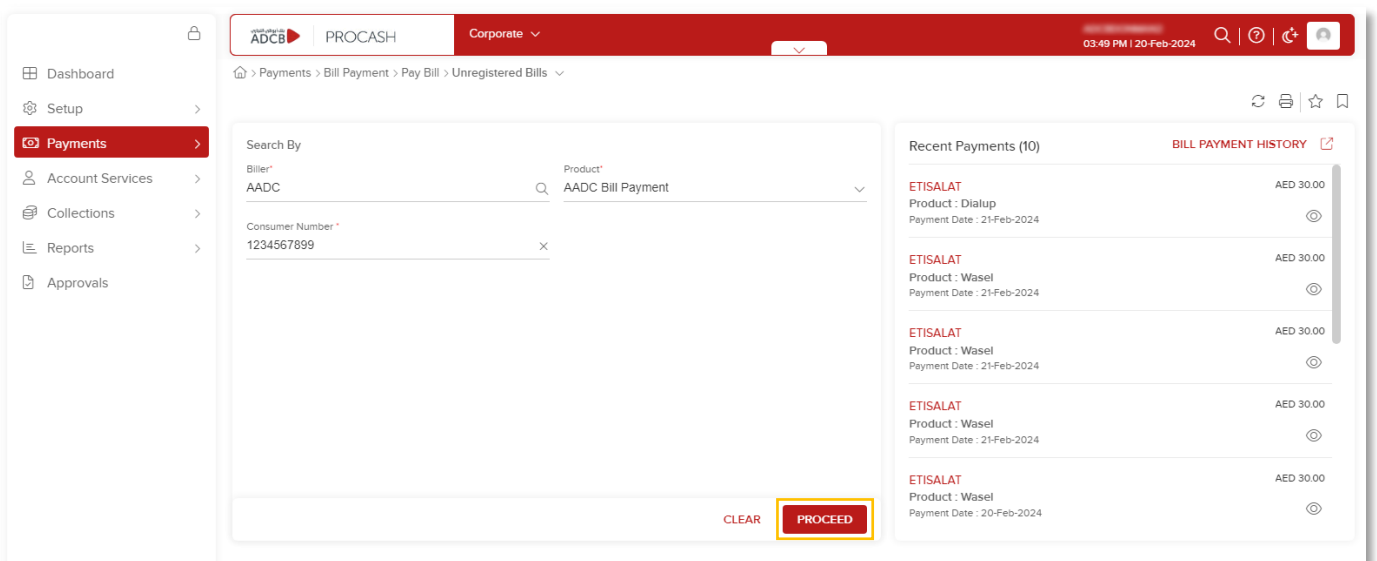 ADCB
PROCASH
Corporate
03:49 PM | 20-Feb-2024
Dashboard
Setup
Payments
Account Services
Collections
Reports
Approvals
> Payments > Bill Payment > Pay Bill > Unregistered Bills
Search By
Biller*
AADC
Product*
AADC Bill Payment
Consumer Number *
1234567899
CLEAR
PROCEED
Recent Payments (10)
BILL PAYMENT HISTORY
ETISALAT
AED 30.00
Product : Dialup
Payment Date : 21-Feb-2024
ETISALAT
AED 30.00
Product : Wasel
Payment Date : 21-Feb-2024
ETISALAT
AED 30.00
Product : Wasel
Payment Date : 21-Feb-2024
ETISALAT
AED 30.00
Product : Wasel
Payment Date : 21-Feb-2024
ETISALAT
AED 30.00
Product : Wasel
Payment Date : 20-Feb-2024